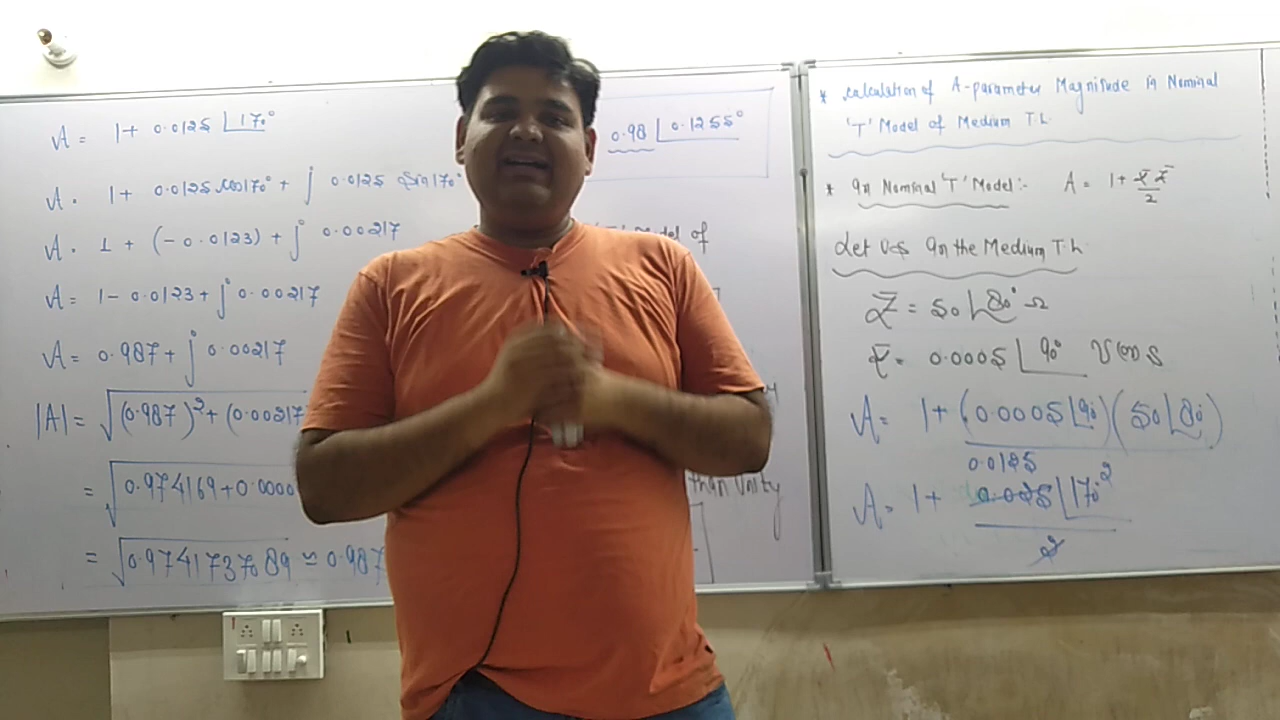 A = 1 + 0.0125 ∠170°
A = 1 + 0.0125 cos170° + j 0.0125 sin170°
A = 1 + (-0.0123) + j 0.00217
A = 1 - 0.0123 + j 0.00217
A = 0.987 + j 0.00217
|A| = √(0.987)² + (0.00217
= √0.974169 + 0.0000
= √0.9741737089 ≃ 0.987
0.98 ∠0.1255°
of
than Unity
* Calculation of A-parameter Magnitude in Nominal
'T' Model of Medium T.L
* In Nominal 'T' Model:- A = 1 + Y Z / 2
Let Us In the Medium T.L
Z = 50 ∠80° Ω
Y = 0.0005 ∠90°
A = 1 + (0.0005 ∠90°)(50 ∠80°)
2
0.0125
A = 1 + 0.025 ∠170°
2